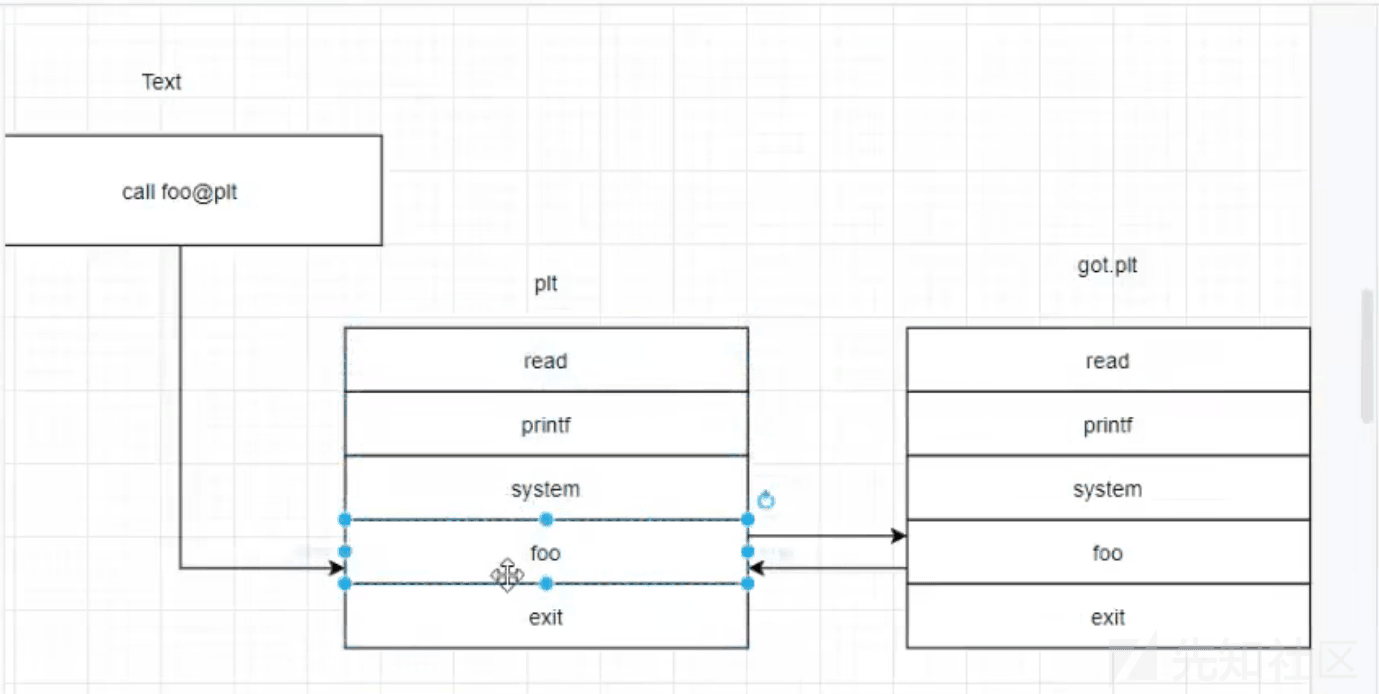 Text
call foo@plt
plt
got.plt
read
printf
system
foo
exit
read
printf
system
foo
exit
先知社区